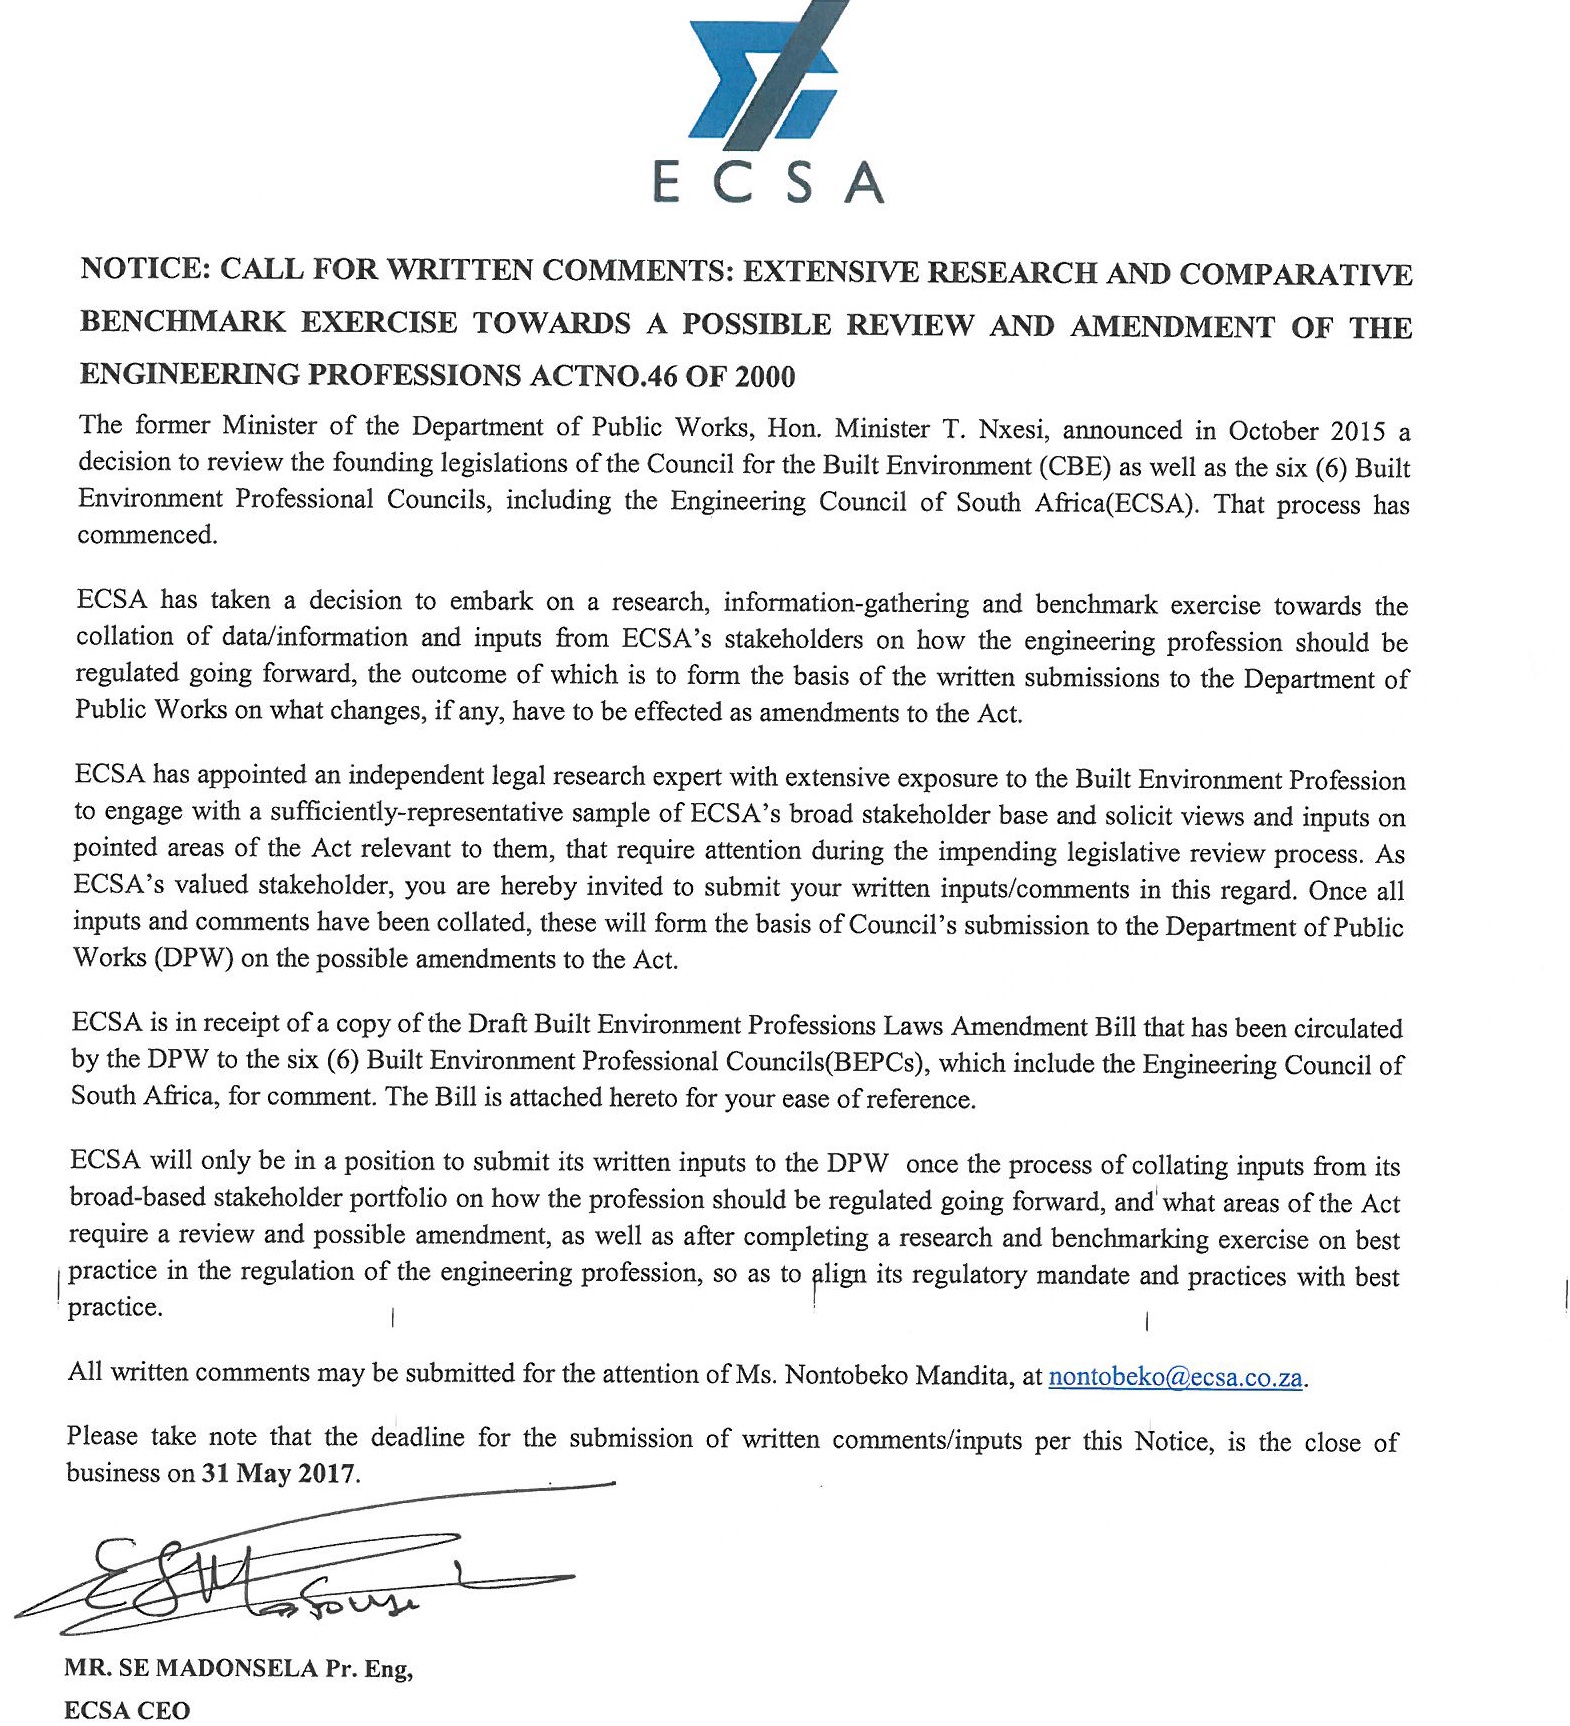 ECSA
NOTICE: CALL FOR WRITTEN COMMENTS: EXTENSIVE RESEARCH AND COMPARATIVE
BENCHMARK EXERCISE TOWARDS A POSSIBLE REVIEW AND AMENDMENT OF THE
ENGINEERING PROFESSIONS ACTNO.46 OF 2000
The former Minister of the Department of Public Works, Hon. Minister T. Nxesi, announced in October 2015 a
decision to review the founding legislations of the Council for the Built Environment (CBE) as well as the six (6) Built
Environment Professional Councils, including the Engineering Council of South Africa(ECSA). That process has
commenced.
ECSA has taken a decision to embark on a research, information-gathering and benchmark exercise towards the
collation of data/information and inputs from ECSA's stakeholders on how the engineering profession should be
regulated going forward, the outcome of which is to form the basis of the written submissions to the Department of
Public Works on what changes, if any, have to be effected as amendments to the Act.
ECSA has appointed an independent legal research expert with extensive exposure to the Built Environment Profession
to engage with a sufficiently-representative sample of ECSA's broad stakeholder base and solicit views and inputs on
pointed areas of the Act relevant to them, that require attention during the impending legislative review process. As
ECSA's valued stakeholder, you are hereby invited to submit your written inputs/comments in this regard. Once all
inputs and comments have been collated, these will form the basis of Council's submission to the Department of Public
Works (DPW) on the possible amendments to the Act.
ECSA is in receipt of a copy of the Draft Built Environment Professions Laws Amendment Bill that has been circulated
by the DPW to the six (6) Built Environment Professional Councils(BEPCs), which include the Engineering Council of
South Africa, for comment. The Bill is attached hereto for your ease of reference.
ECSA will only be in a position to submit its written inputs to the DPW once the process of collating inputs from its
broad-based stakeholder portfolio on how the profession should be regulated going forward, and what areas of the Act
require a review and possible amendment, as well as after completing a research and benchmarking exercise on best
practice in the regulation of the engineering profession, so as to align its regulatory mandate and practices with best
practice.
All written comments may be submitted for the attention of Ms. Nontobeko Mandita, at nontobeko@ecsa.co.za.
Please take note that the deadline for the submission of written comments/inputs per this Notice, is the close of
business on 31 May 2017.
MR. SE MADONSELA Pr. Eng,
ECSA CEO